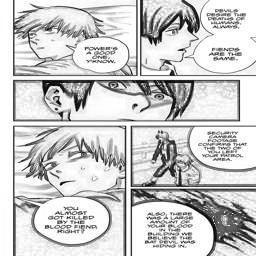 POWER'S
A GOOD
ONE,
Y'KNOW.
DEVILS
DESIRE THE
DEATHS OF
HUMANS,
ALWAYS.
FIENDS
ARE THE
SAME.
SECURITY
CAMERA
FOOTAGE
CONFIRMS THAT
THE TWO OF
YOU LEFT
YOUR PATROL
AREA.
YOU
ALMOST
GOT KILLED
BY THE
BLOOD FIEND,
RIGHT?
ALSO, THERE
WAS A LARGE
AMOUNT OF
YOUR BLOOD
IN THE
BUILDING WE
BELIEVE THE
BAT DEVIL WAS
HIDING IN.